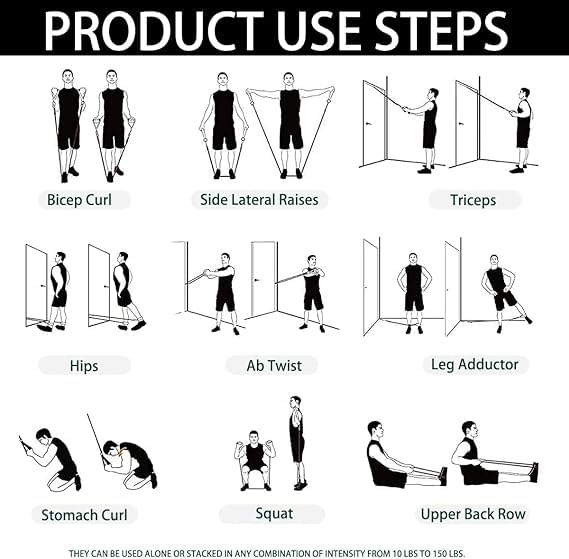 PRODUCT USE STEPS
Bicep Curl
Side Lateral Raises
Triceps
Hips
Ab Twist
Leg Adductor
Stomach Curl
Squat
Upper Back Row
THEY CAN BE USED ALONE OR STACKED IN ANY COMBINATION OF INTENSITY FROM 10 LBS TO 150 LBS.